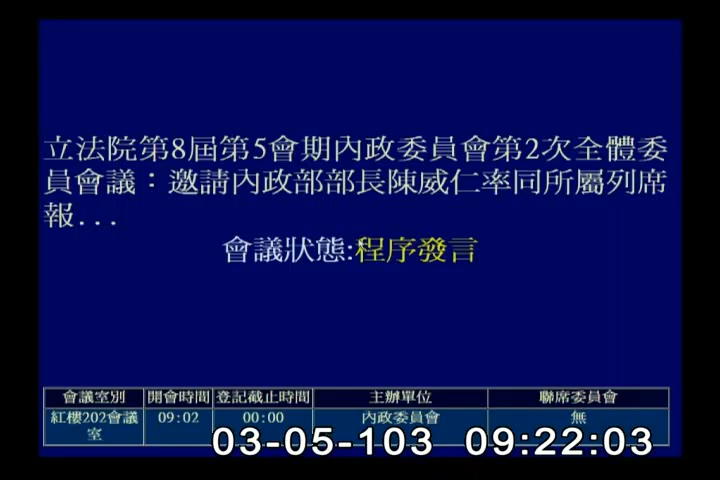 立法院第8屆第5會期內政委員會第2次全體委
員會議：邀請內政部部長陳威仁率同所屬列席
報...
會議狀態:程序發言
會議室別 開會時間 登記截止時間 主辦單位 聯席委員會
紅樓202會議室 09:02 00:00 內政委員會 無
03-05-103 09:22:03